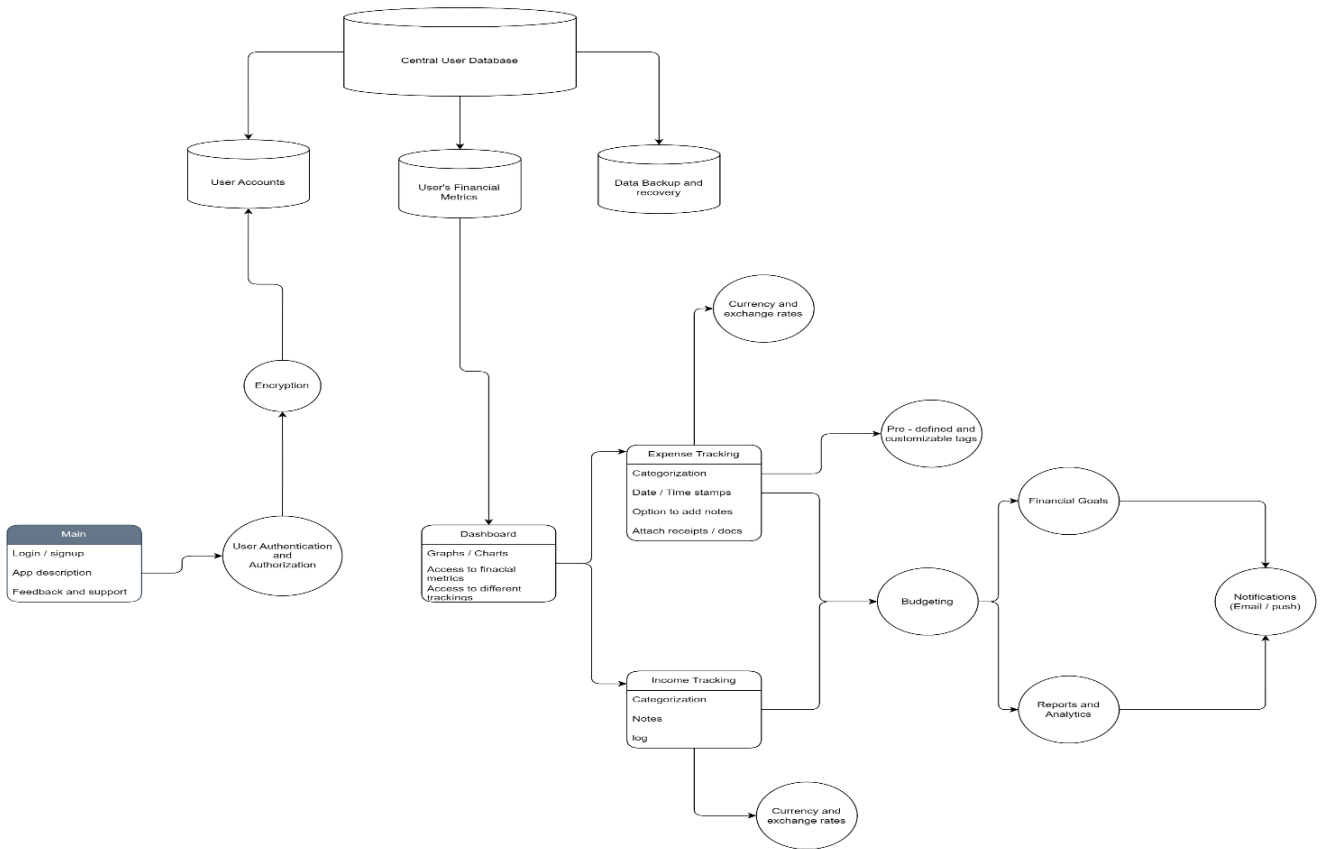 Central User Database
User Accounts
User's Financial
Metrics
Data Backup and
recovery
Currency and
exchange rates
Encryption
Pre - defined and
customizable tags
Expense Tracking
Categorization
Date / Time stamps
Option to add notes
Attach receipts / docs
Financial Goals
Main
Login / signup
App description
Feedback and support
User Authentication
and
Authorization
Dashboard
Graphs / Charts
Access to finacial
metrics
Access to different
trackings
Budgeting
Notifications
(Email / push)
Income Tracking
Categorization
Notes
log
Reports and
Analytics
Currency and
exchange rates